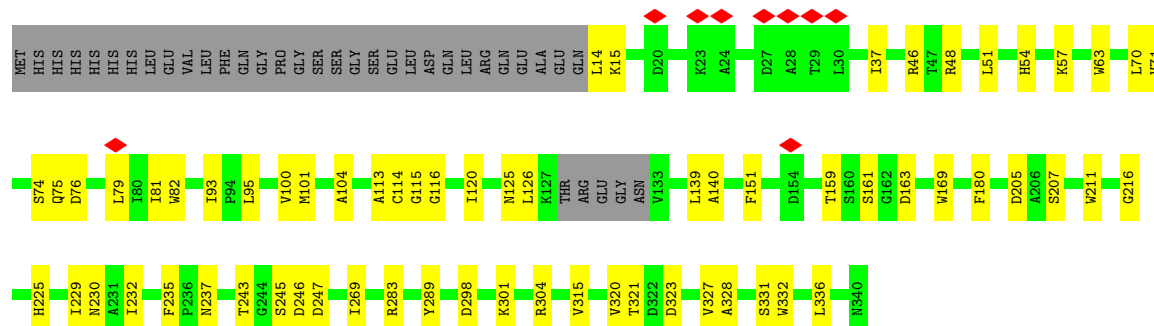 MET HIS HIS HIS HIS HIS HIS LEU GLU VAL LEU PHE GLN GLY PRO GLY SER SER GLY SER GLU LEU ASP GLN LEU ARG GLN GLU ALA GLU GLN L14 K15 D20 K23 A24 D27 A28 T29 L30 I37 R46 T47 R48 L51 H54 K57 W63 L70
S74 Q75 D76 L79 I80 I81 W82 I93 P94 L95 V100 M101 A104 A113 C114 G115 G116 I120 N125 L126 K127 THR ARG GLU GLY ASN V133 L139 A140 F151 D154 T159 S160 S161 G162 D163 W169 F180 D205 A206 S207 W211 G216
H225 I229 N230 A231 I232 F235 P236 N237 T243 G244 S245 D246 D247 I269 R283 Y289 D298 K301 R304 V315 V320 T321 D322 D323 V327 A328 S331 W332 L336 N340